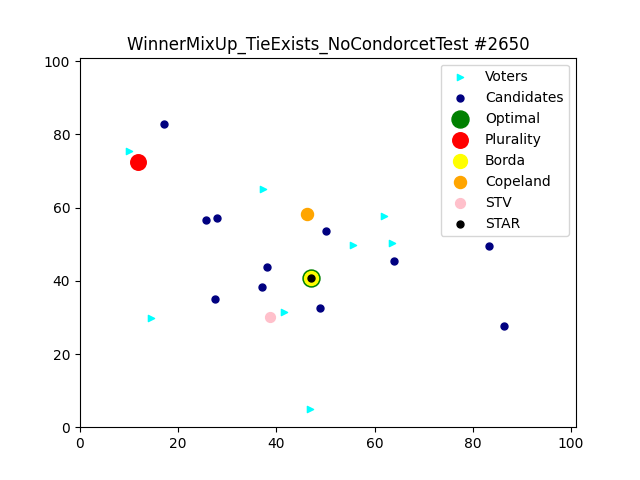 WinnerMixUp_TieExists_NoCondorcetTest #2650
100
80
60
40
20
0
0
20
40
60
80
100
Voters
Candidates
Optimal
Plurality
Borda
Copeland
STV
STAR